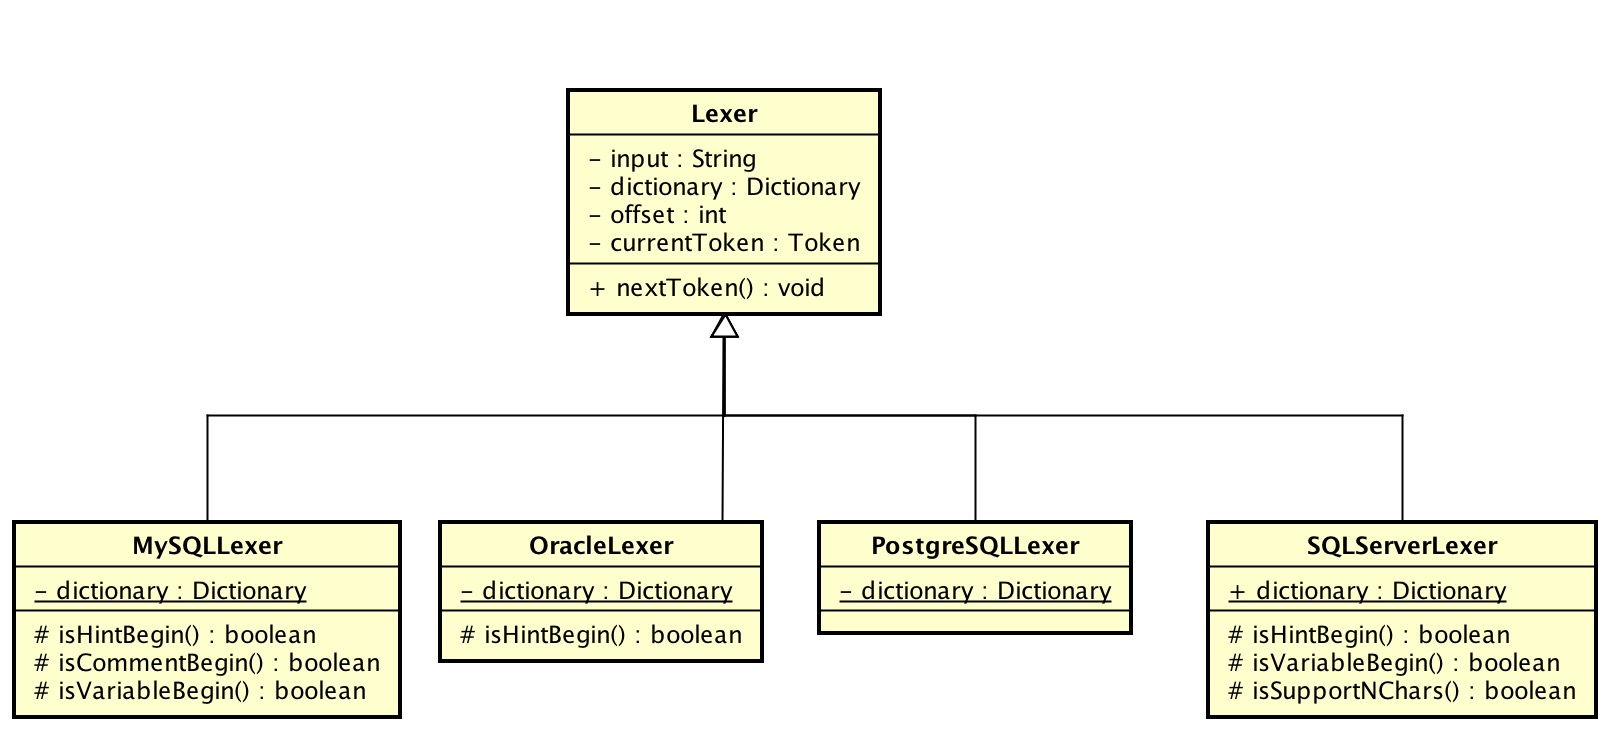 Lexer
- input : String
- dictionary : Dictionary
- offset : int
- currentToken : Token
+ nextToken() : void
MySQLLexer
- dictionary : Dictionary
# isHintBegin() : boolean
# isCommentBegin() : boolean
# isVariableBegin() : boolean
OracleLexer
- dictionary : Dictionary
# isHintBegin() : boolean
PostgreSQLLexer
- dictionary : Dictionary
SQLServerLexer
+ dictionary : Dictionary
# isHintBegin() : boolean
# isVariableBegin() : boolean
# isSupportNChars() : boolean